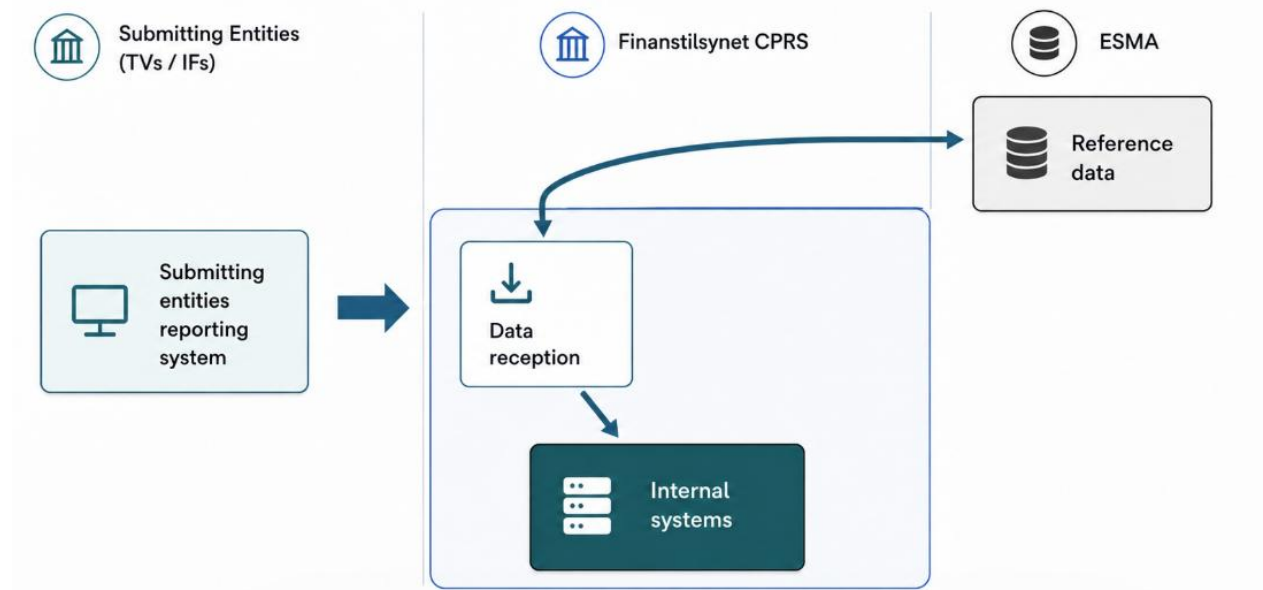 Submitting Entities
(TVs / IFs)
Finanstilsynet CPRS
ESMA
Reference
data
Submitting
entities
reporting
system
Data
reception
Internal
systems